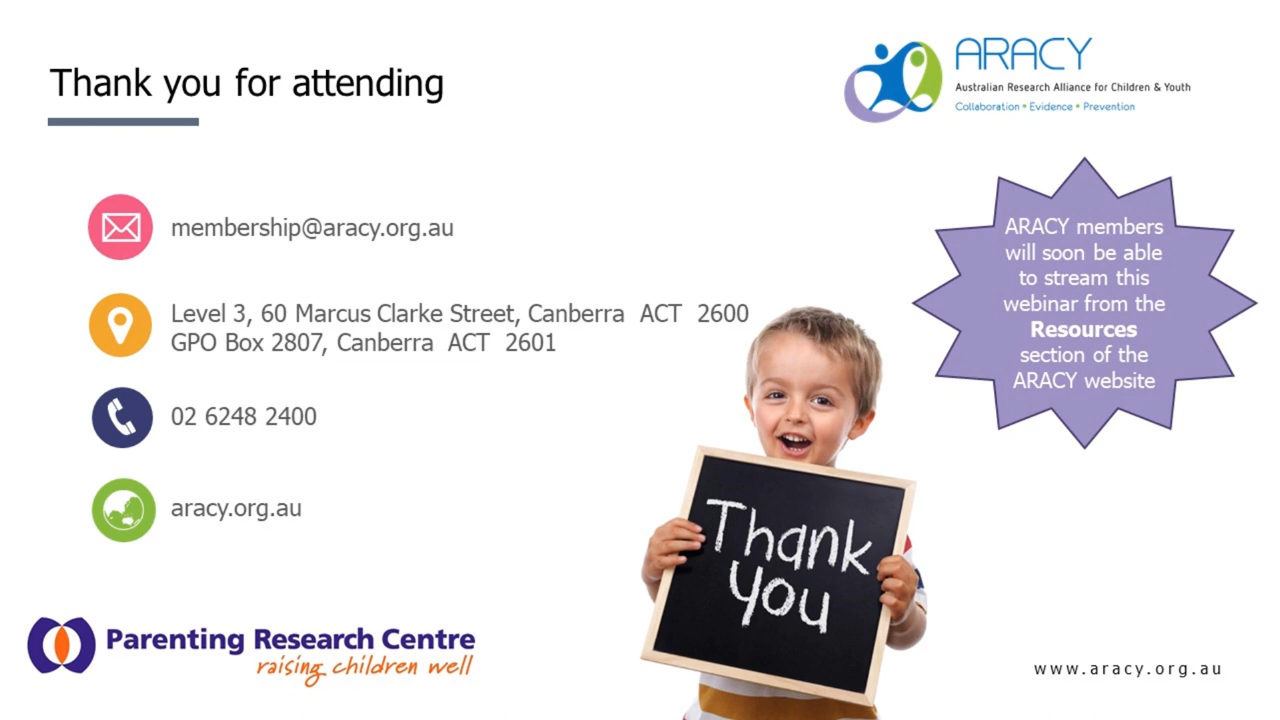 Thank you for attending
ARACY
Australian Research Alliance for Children & Youth
Collaboration • Evidence • Prevention
membership@aracy.org.au
Level 3, 60 Marcus Clarke Street, Canberra ACT 2600
GPO Box 2807, Canberra ACT 2601
02 6248 2400
aracy.org.au
ARACY members
will soon be able
to stream this
webinar from the
Resources
section of the
ARACY website
Thank
you
Parenting Research Centre
raising children well
www.aracy.org.au